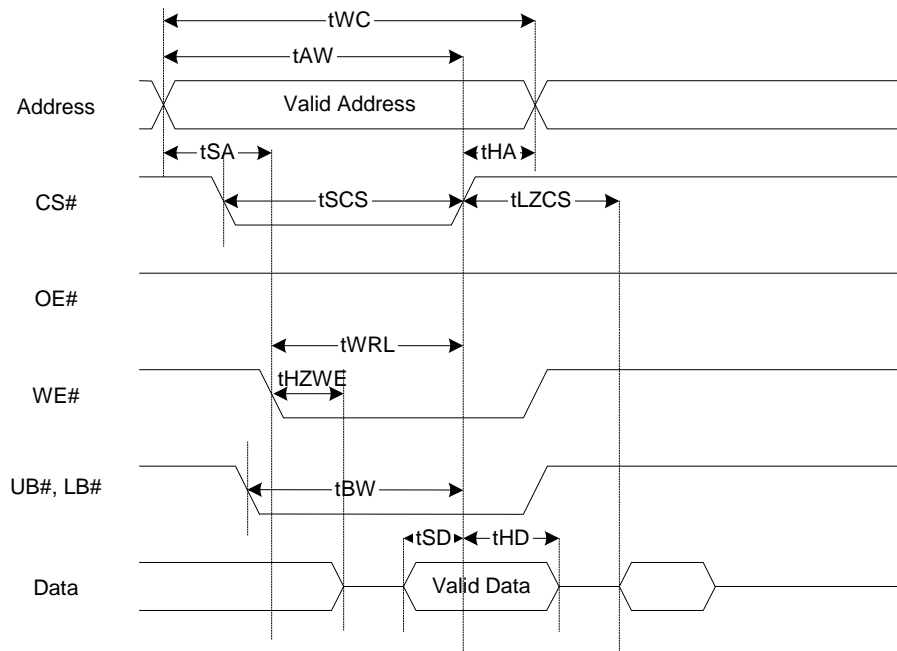 tWC
tAW
Address
Valid Address
tSA
tHA
CS#
tSCS
tLZCS
OE#
tWRL
WE#
tHZWE
UB#, LB#
tBW
tSD
tHD
Data
Valid Data